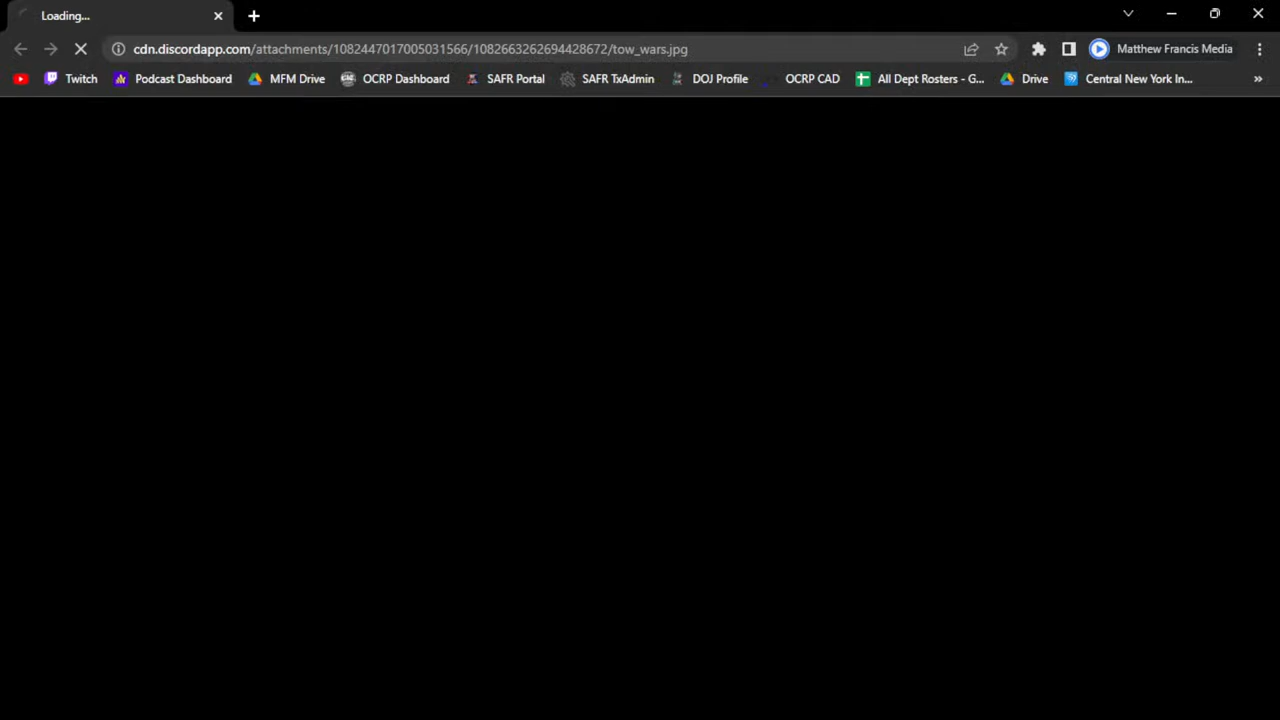 Loading...
cdn.discordapp.com/attachments/1082447017005031566/1082663262694428672/tow_wars.jpg
Matthew Francis Media
Twitch Podcast Dashboard MFM Drive OCRP Dashboard SAFR Portal SAFR TxAdmin DOJ Profile OCRP CAD All Dept Rosters - G... Drive Central New York In... »